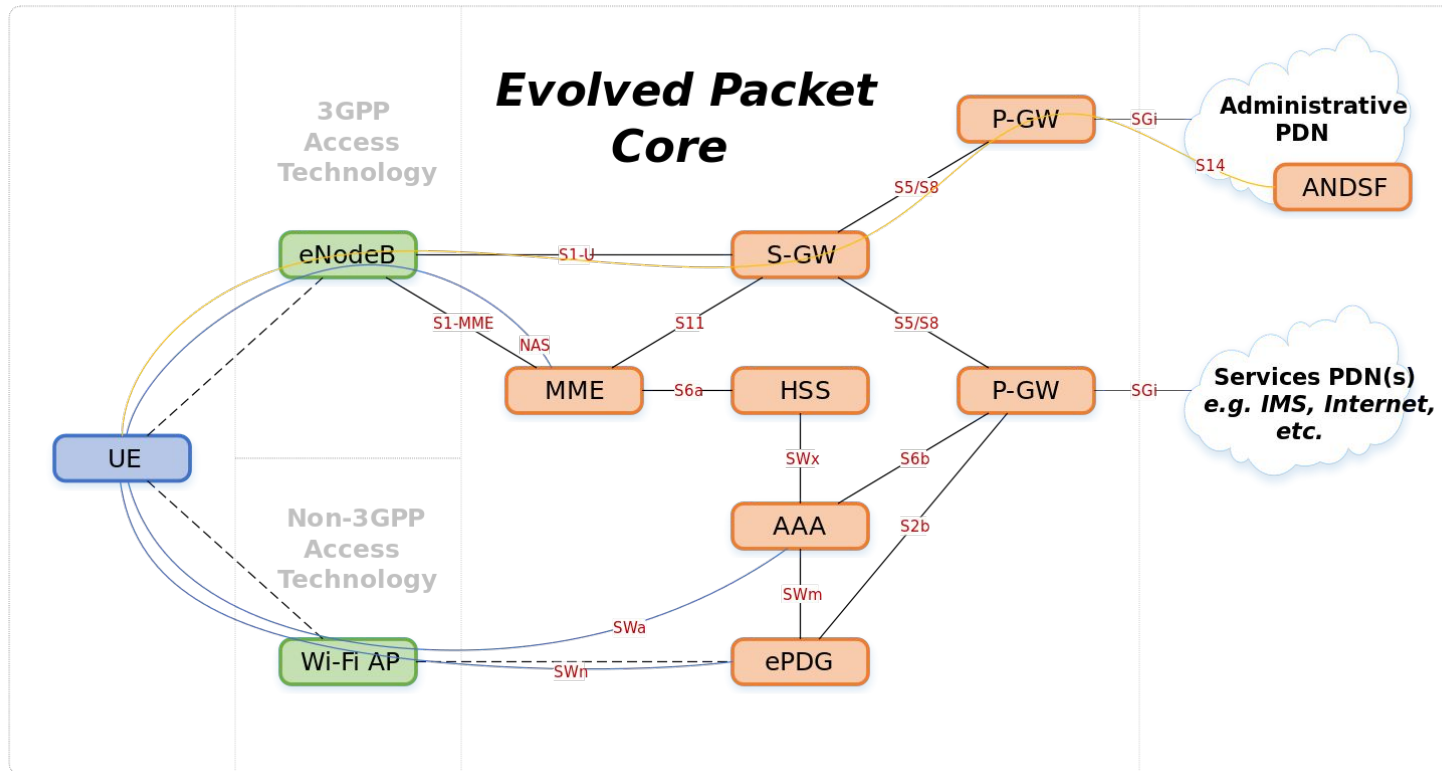 Evolved Packet
Core
3GPP
Access
Technology
P-GW
SGi
Administrative
PDN
S14
ANDSF
S5/S8
eNodeB
S1-U
S-GW
S1-MME
S11
S5/S8
NAS
MME
S6a
HSS
P-GW
SGi
Services PDN(s)
e.g. IMS, Internet,
etc.
UE
SWx
S6b
Non-3GPP
Access
Technology
AAA
S2b
SWm
SWa
Wi-Fi AP
SWn
ePDG